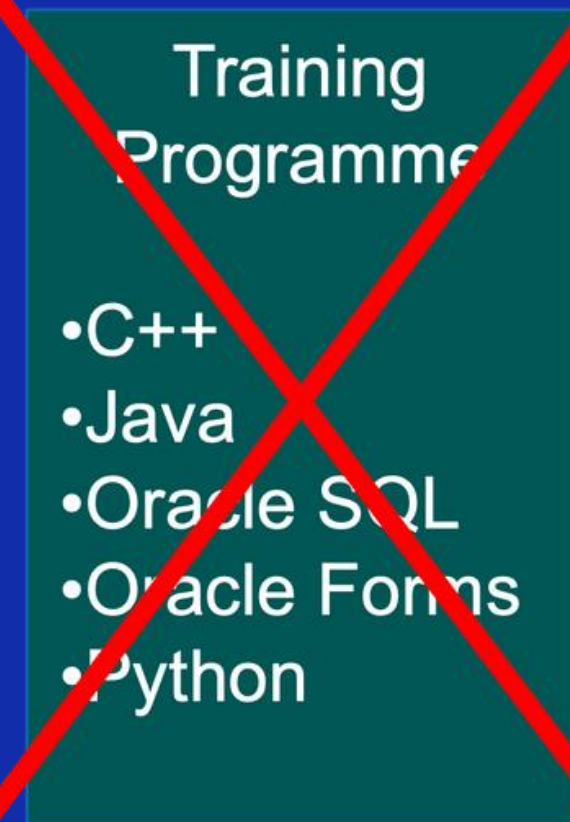 Training
Programme
•C++
•Java
•Oracle SQL
•Oracle Forms
•Python